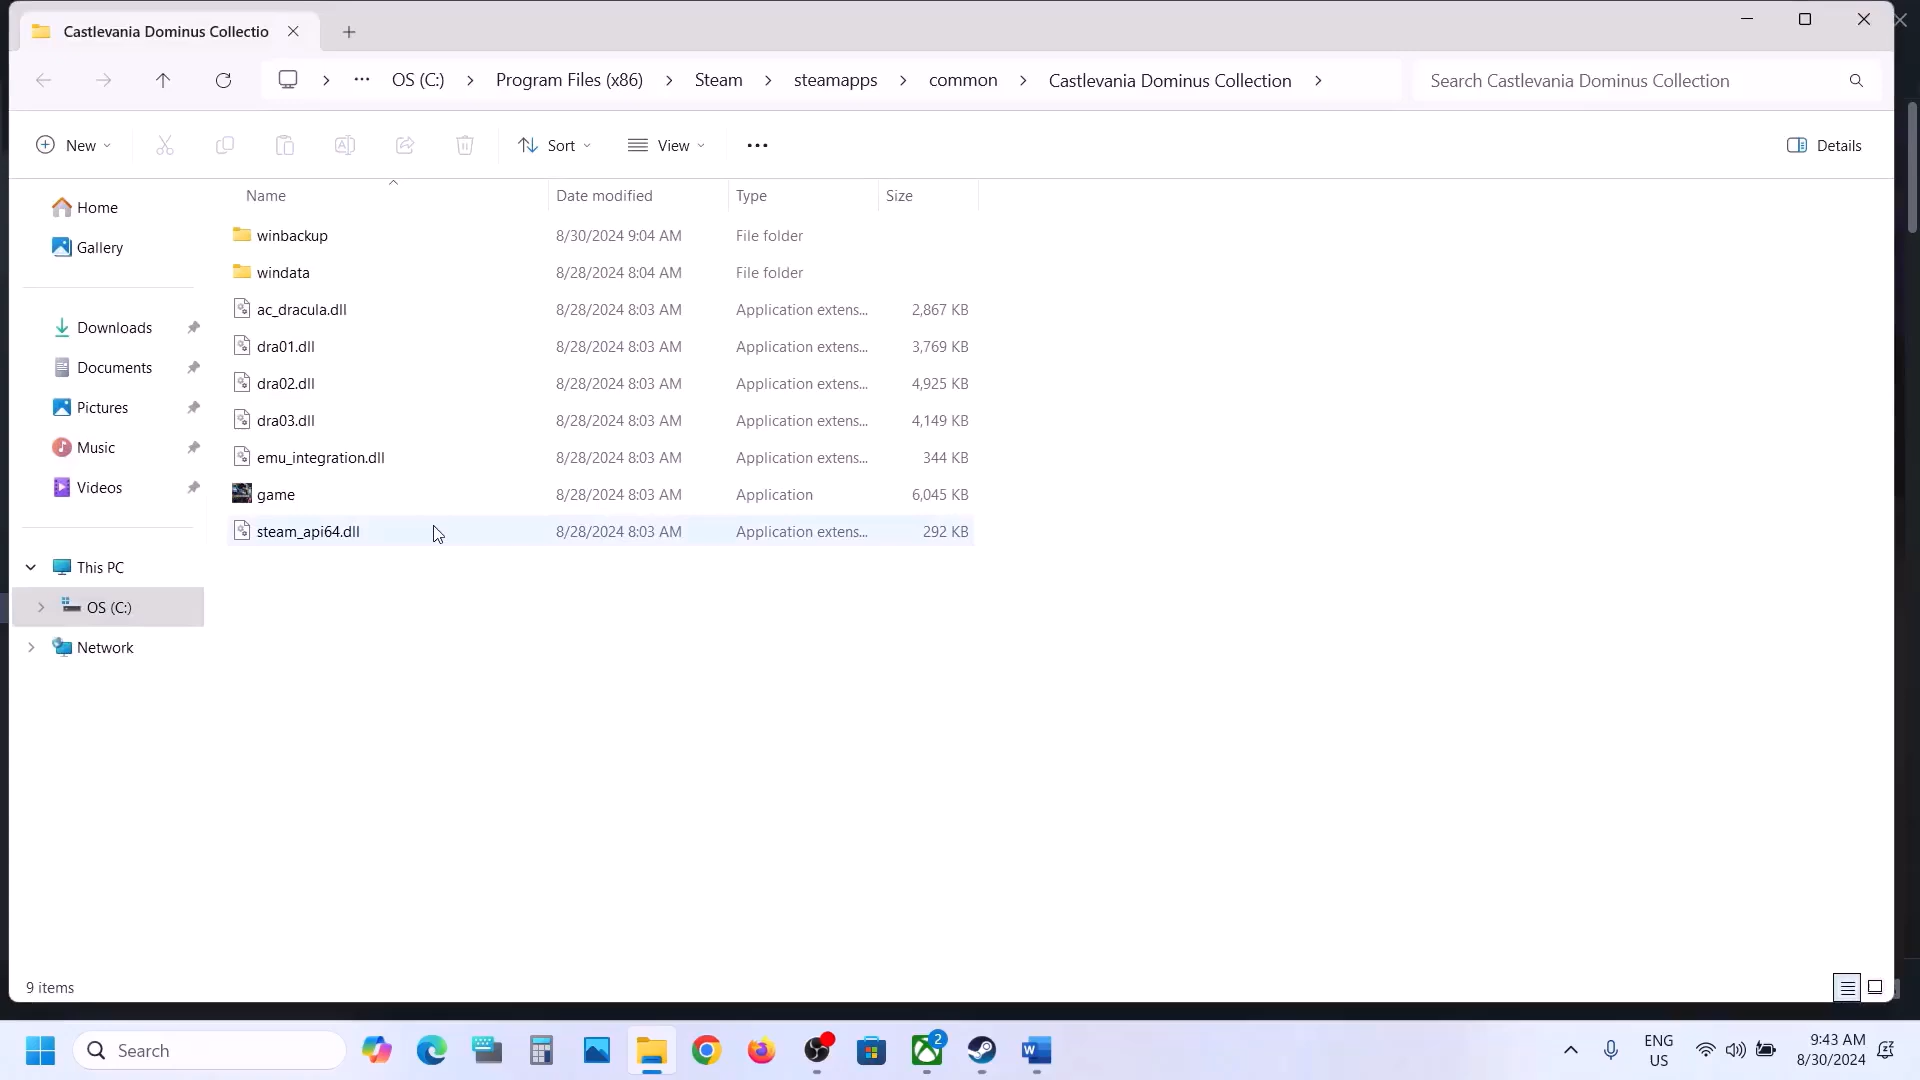 Castlevania Dominus Collectio
OS (C:) Program Files (x86) Steam steamapps common Castlevania Dominus Collection Search Castlevania Dominus Collection
New Sort View Details
Name Date modified Type Size
Home
Gallery
Downloads
Documents
Pictures
Music
Videos
This PC
OS (C:)
Network
winbackup 8/30/2024 9:04 AM File folder
windata 8/28/2024 8:04 AM File folder
ac_dracula.dll 8/28/2024 8:03 AM Application extens... 2,867 KB
dra01.dll 8/28/2024 8:03 AM Application extens... 3,769 KB
dra02.dll 8/28/2024 8:03 AM Application extens... 4,925 KB
dra03.dll 8/28/2024 8:03 AM Application extens... 4,149 KB
emu_integration.dll 8/28/2024 8:03 AM Application extens... 344 KB
game 8/28/2024 8:03 AM Application 6,045 KB
steam_api64.dll 8/28/2024 8:03 AM Application extens... 292 KB
9 items
Search
2
ENG
US
9:43 AM
8/30/2024